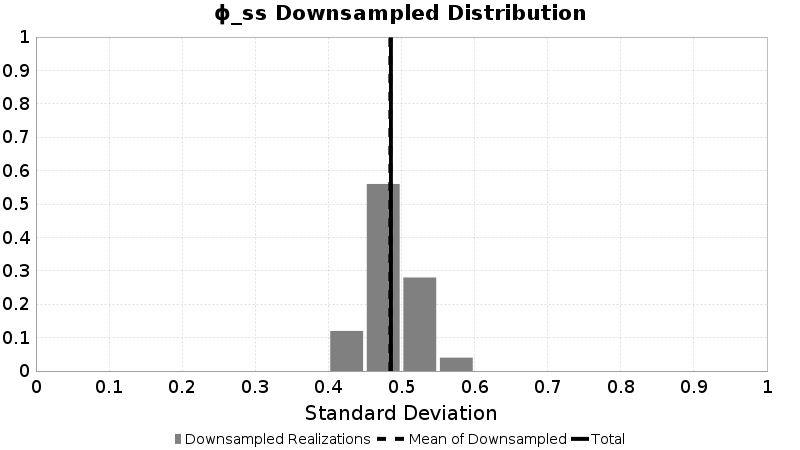 ϕ_ss Downsampled Distribution
1
0.9
0.8
0.7
0.6
0.5
0.4
0.3
0.2
0.1
0
0 0.1 0.2 0.3 0.4 0.5 0.6 0.7 0.8 0.9 1
Standard Deviation
Downsampled Realizations Mean of Downsampled Total